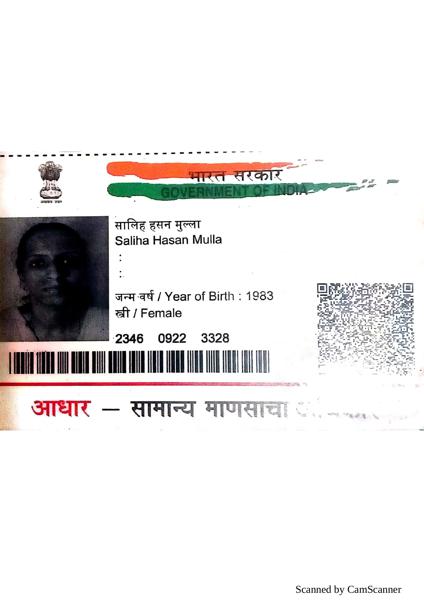 भारत सरकार
GOVERNMENT OF INDIA
सालिह हसन मुल्ला
Saliha Hasan Mulla
:
:
जन्म वर्ष / Year of Birth : 1983
स्त्री / Female
2346 0922 3328
आधार – सामान्य माणसाचा
Scanned by CamScanner